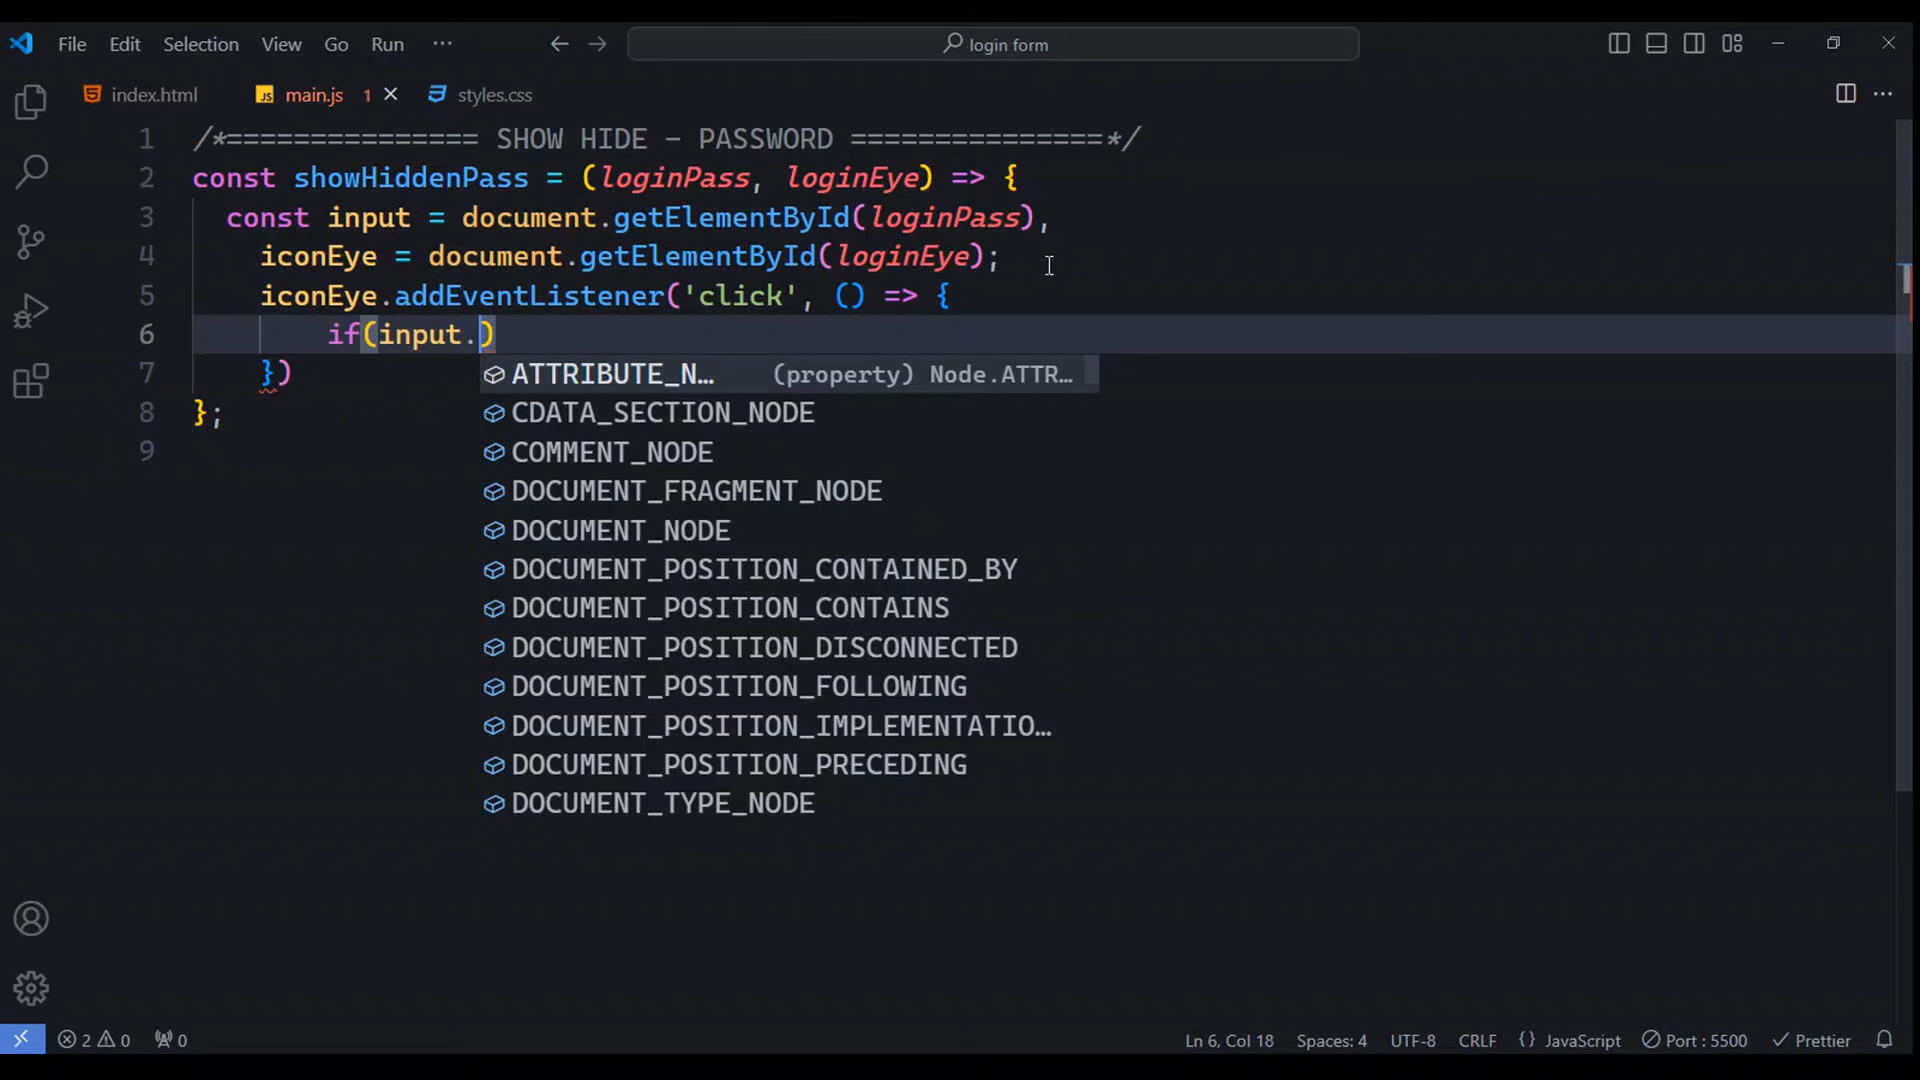 File Edit Selection View Go Run ··· login form
index.html main.js 1 styles.css
1 /*=============== SHOW HIDE - PASSWORD ===============*/
2 const showHiddenPass = (loginPass, loginEye) => {
3 const input = document.getElementById(loginPass),
4 iconEye = document.getElementById(loginEye);
5 iconEye.addEventListener('click', () => {
6 if(input.)
7 })
8 };
9
ATTRIBUTE_N… (property) Node.ATTR…
CDATA_SECTION_NODE
COMMENT_NODE
DOCUMENT_FRAGMENT_NODE
DOCUMENT_NODE
DOCUMENT_POSITION_CONTAINED_BY
DOCUMENT_POSITION_CONTAINS
DOCUMENT_POSITION_DISCONNECTED
DOCUMENT_POSITION_FOLLOWING
DOCUMENT_POSITION_IMPLEMENTATIO…
DOCUMENT_POSITION_PRECEDING
DOCUMENT_TYPE_NODE
2 0 0 Ln 6, Col 18 Spaces: 4 UTF-8 CRLF {} JavaScript Port : 5500 Prettier